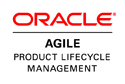 ORACLE®
AGILE
PRODUCT LIFECYCLE
MANAGEMENT